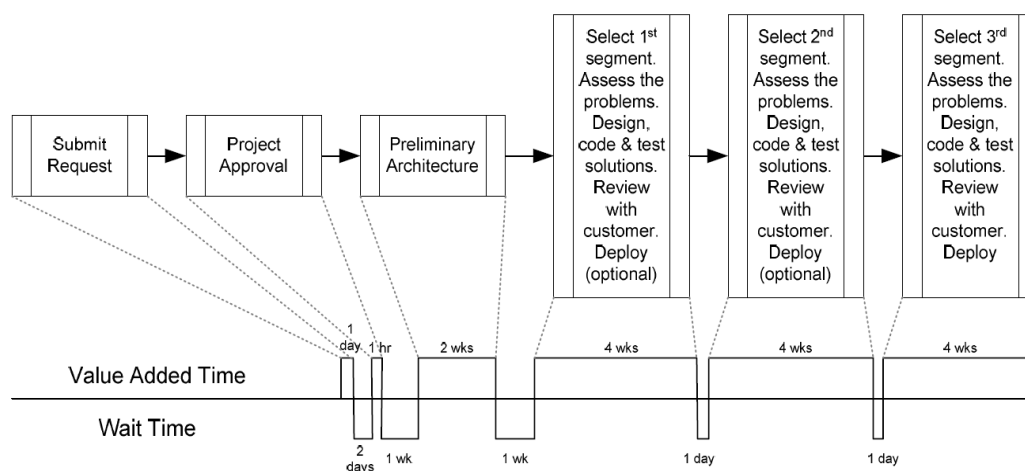 Submit
Request
Project
Approval
Preliminary
Architecture
Select 1st
segment.
Assess the
problems.
Design,
code & test
solutions.
Review
with
customer.
Deploy
(optional)
Select 2nd
segment.
Assess the
problems.
Design,
code & test
solutions.
Review
with
customer.
Deploy
(optional)
Select 3rd
segment.
Assess the
problems.
Design,
code & test
solutions.
Review
with
customer.
Deploy
1
day
1 hr
2 wks
4 wks
4 wks
4 wks
Value Added Time
Wait Time
2
days
1 wk
1 wk
1 day
1 day